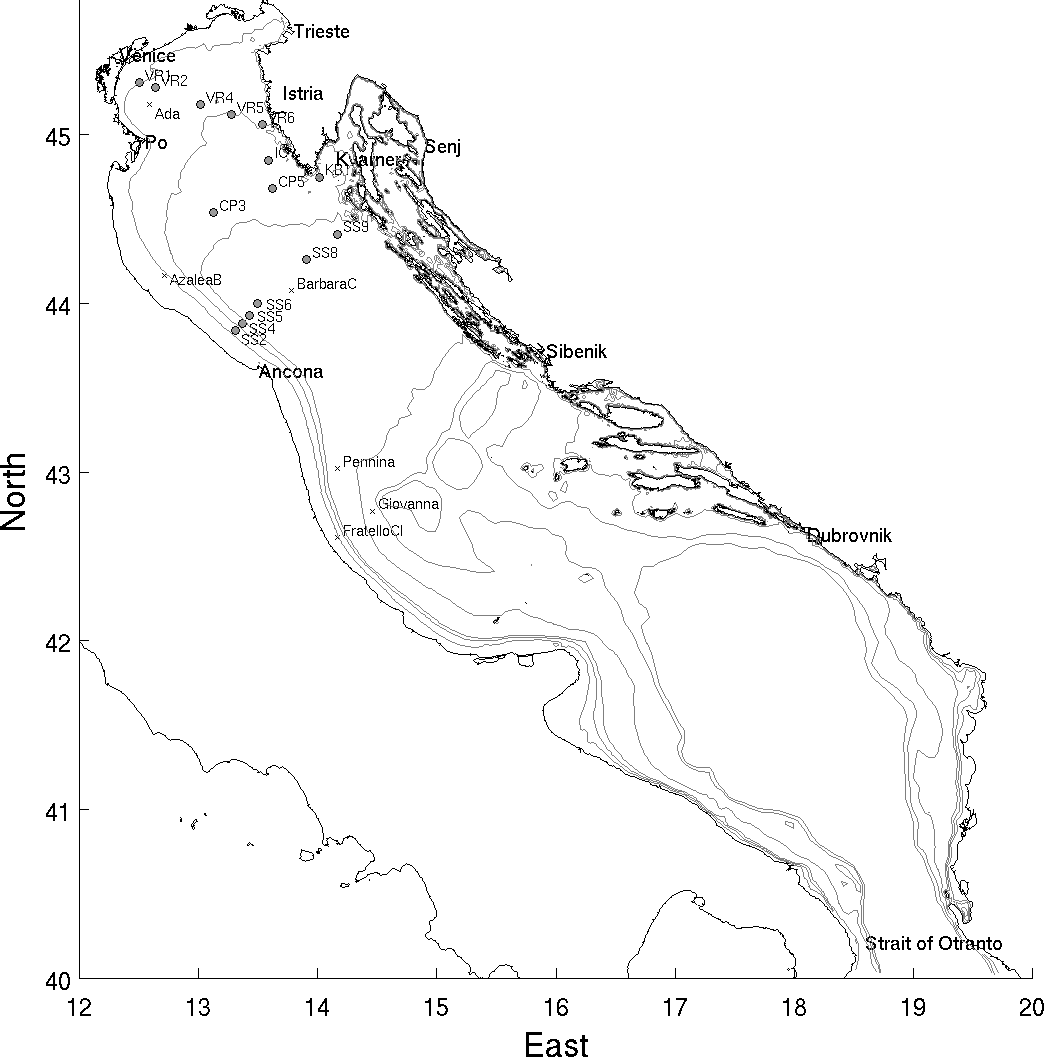 Trieste
Venice
VR1
VR2
Istria
VR4
Ada
VR5
VR6
45
Po
Senj
IC
Kvarner
KB1
CP5
CP3
SS9
SS8
AzaleaB
BarbaraC
44
SS6
SS5
SS4
SS2
Sibenik
Ancona
Pennina
43
Giovanna
FratelloCl
Dubrovnik
North
42
41
Strait of Otranto
40
12 13 14 15 16 17 18 19 20
East